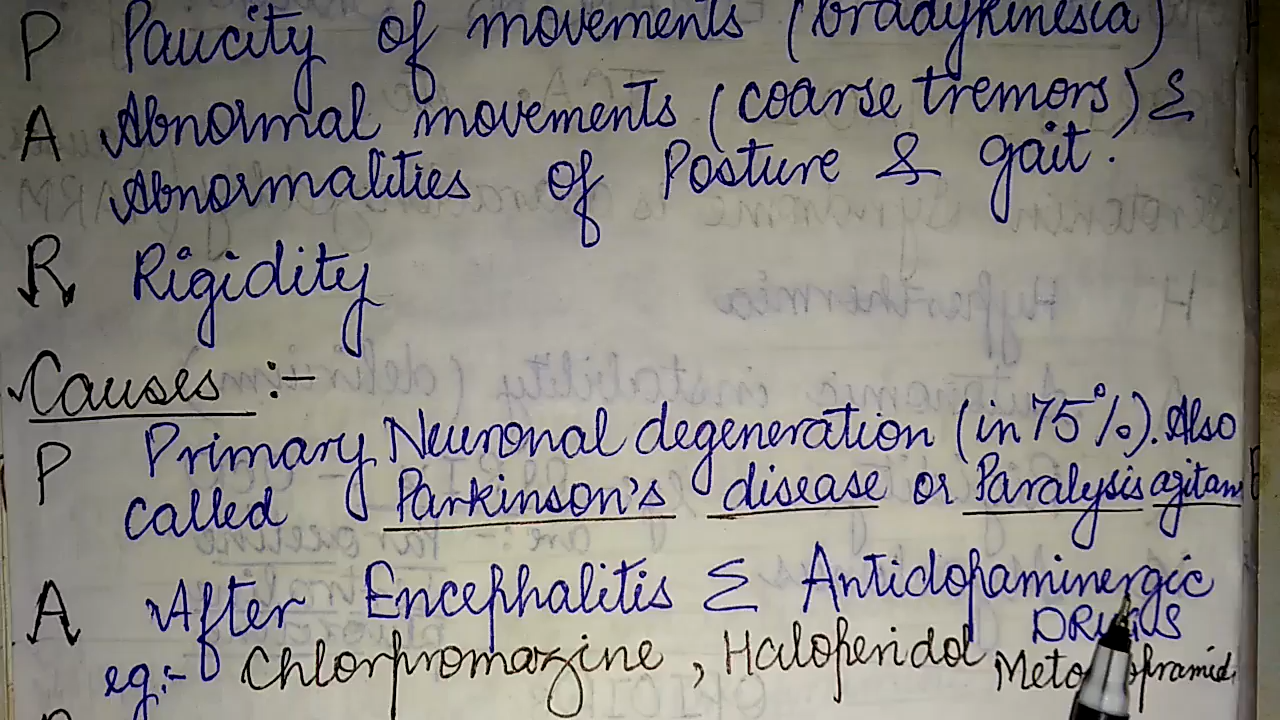 P Paucity of movements (bradykinesia)
A Abnormal movements (coarse tremors) &
Abnormalities of Posture & gait.
R Rigidity
Causes :-
P Primary Neuronal degeneration (in 75%). Also
called Parkinson's disease or Paralysis agitans
A After Encephalitis & Antidopaminergic
DRUGS
eg:- Chlorpromazine, Haloperidol